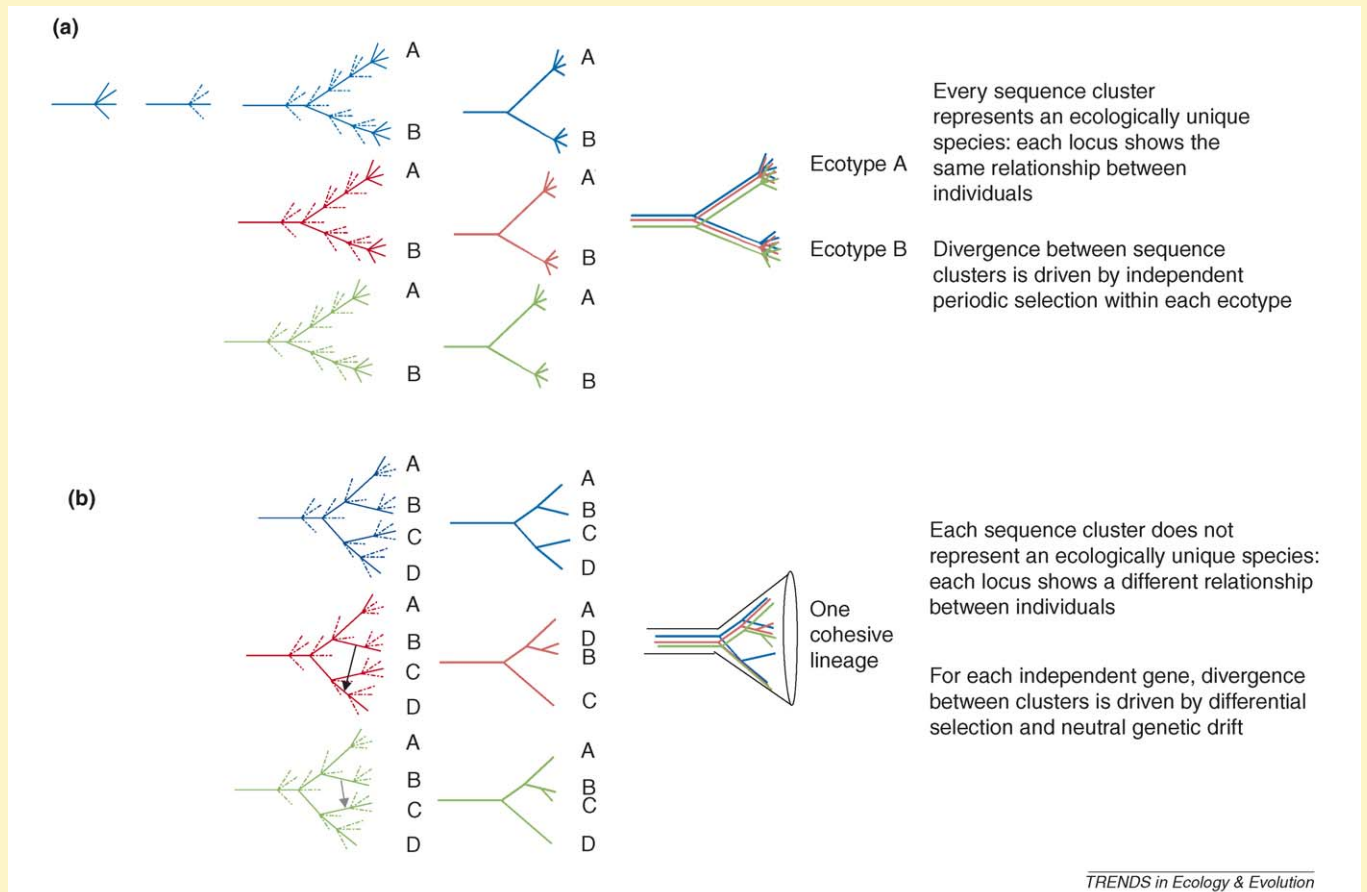 (a)
A
B
A
B
A
B
A
B
A
B
A
B
Ecotype A
Ecotype B
Every sequence cluster
represents an ecologically unique
species: each locus shows the
same relationship between
individuals
Divergence between sequence
clusters is driven by independent
periodic selection within each ecotype
(b)
A
B
C
D
A
B
C
D
A
B
C
D
A
D
B
C
A
B
C
D
A
B
C
D
One
cohesive
lineage
Each sequence cluster does not
represent an ecologically unique species:
each locus shows a different relationship
between individuals
For each independent gene, divergence
between clusters is driven by differential
selection and neutral genetic drift
TRENDS in Ecology & Evolution